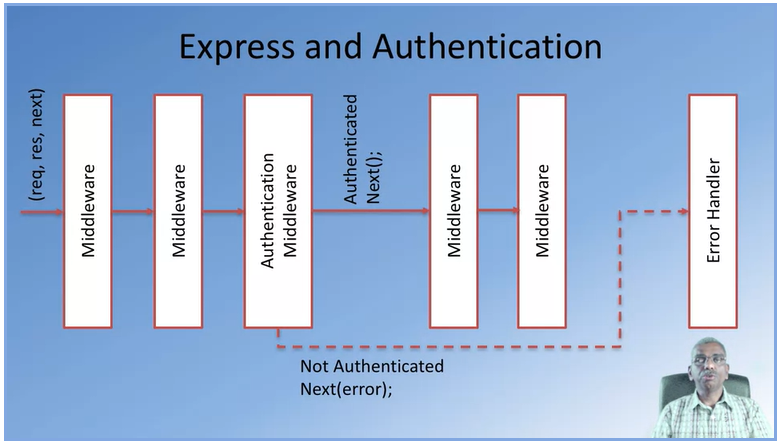 Express and Authentication
(req, res, next)
Middleware
Middleware
Authentication
Middleware
Authenticated
Next();
Middleware
Middleware
Error Handler
Not Authenticated
Next(error);